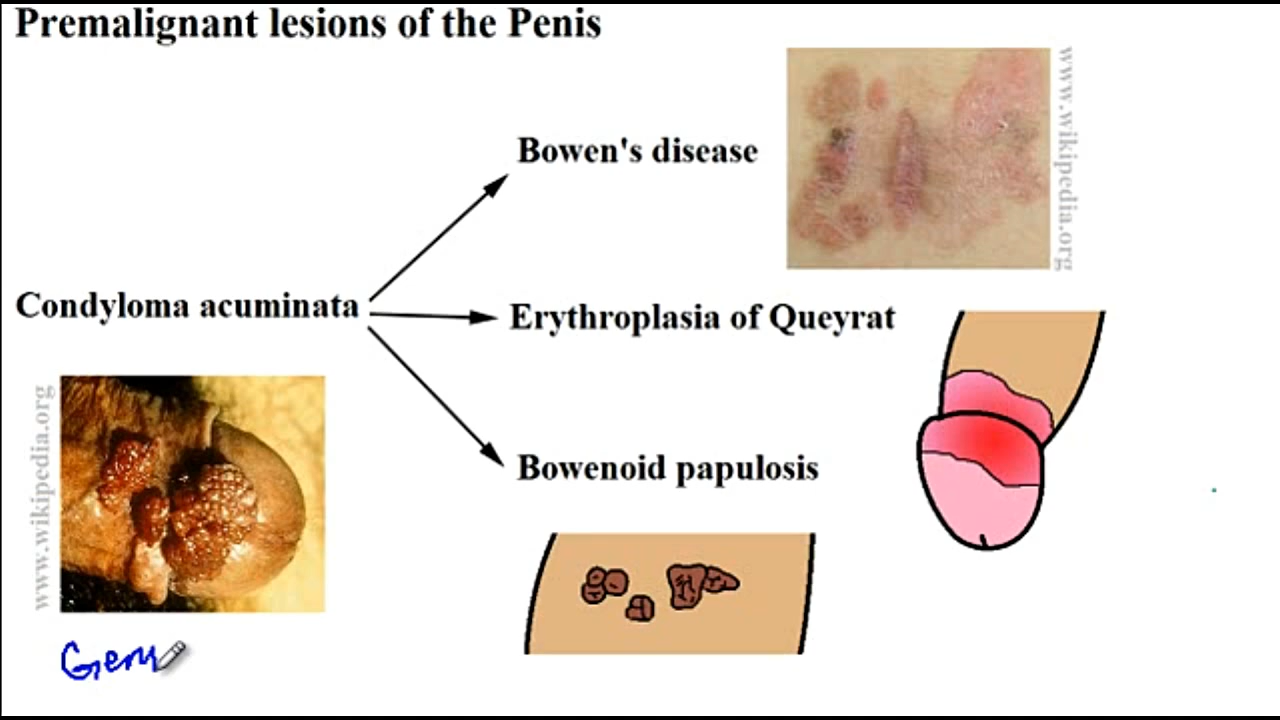 Premalignant lesions of the Penis
Bowen's disease
www.wikipedia.org
Condyloma acuminata
Erythroplasia of Queyrat
www.wikipedia.org
Bowenoid papulosis